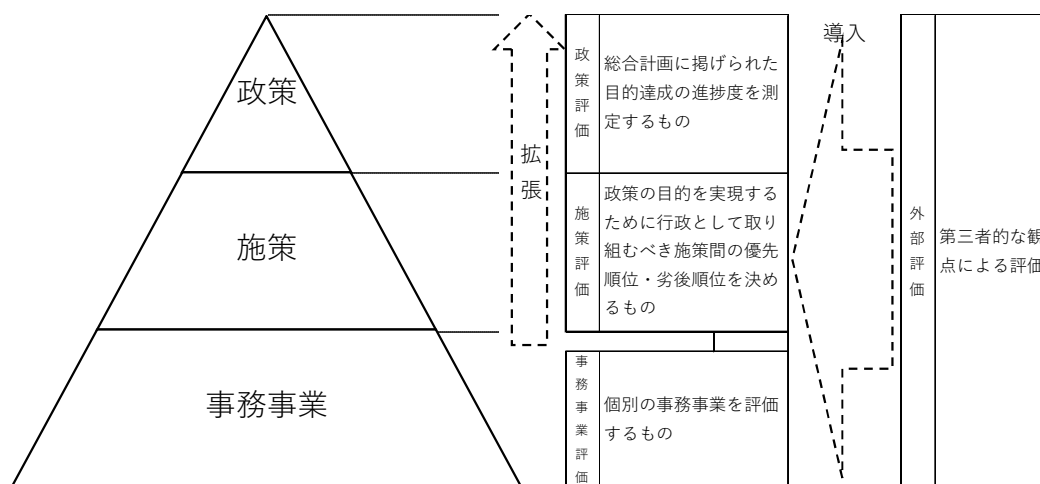 政策
施策
事務事業
拡張
政策評価
総合計画に掲げられた
目的達成の進捗度を測
定するもの
施策評価
政策の目的を実現する
ために行政として取り
組むべき施策間の優先
順位・劣後順位を決め
るもの
事務事業評価
個別の事務事業を評価
するもの
導入
外部評価
第三者的な観
点による評価